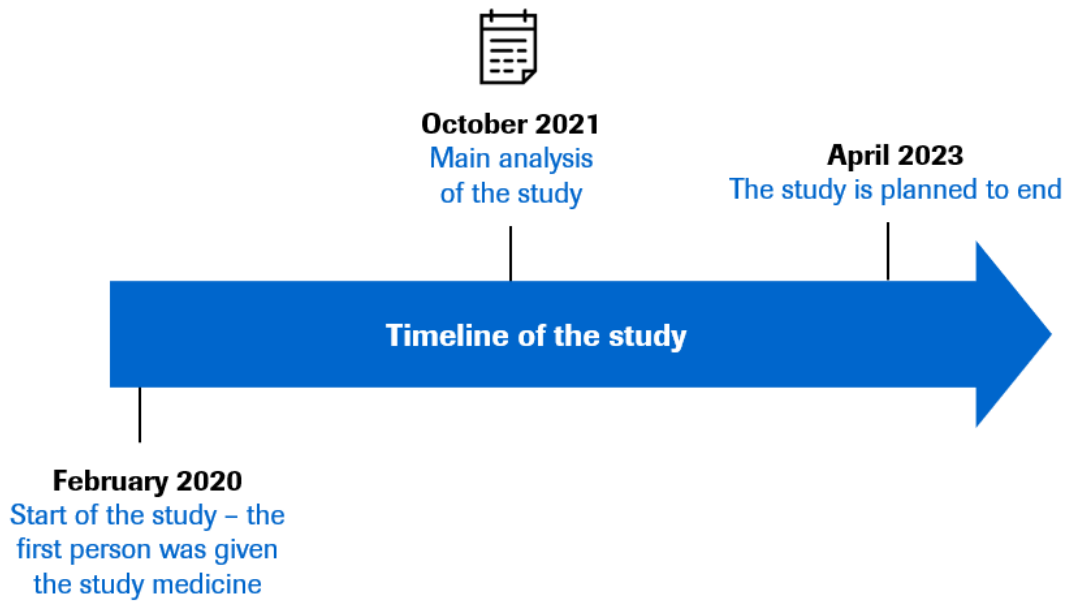 October 2021
Main analysis
of the study
April 2023
The study is planned to end
Timeline of the study
February 2020
Start of the study – the
first person was given
the study medicine